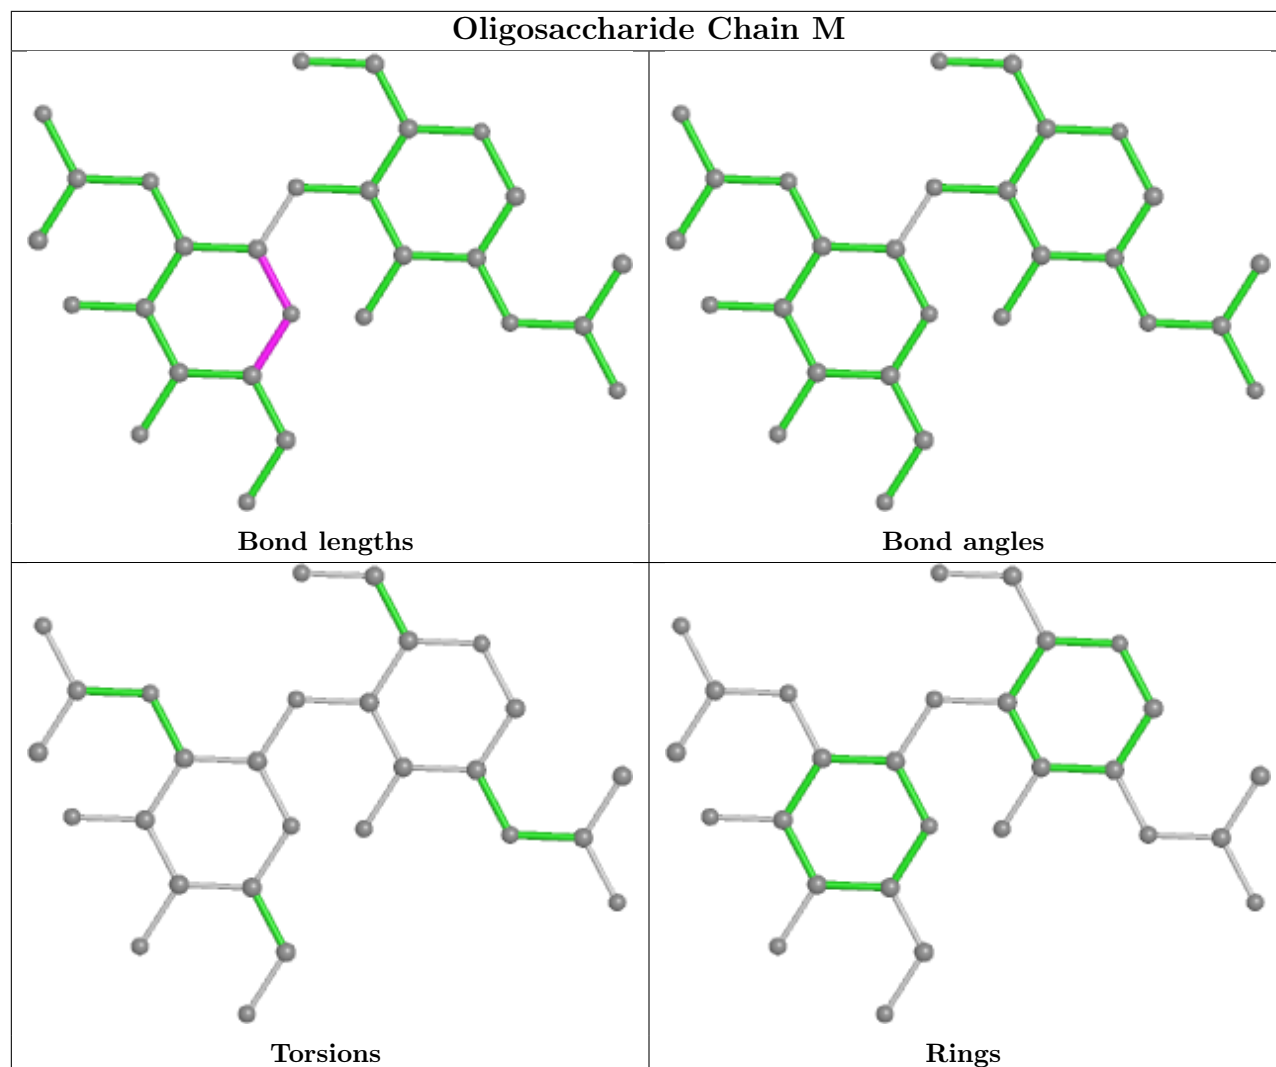 Oligosaccharide Chain M
Bond lengths
Bond angles
Torsions
Rings